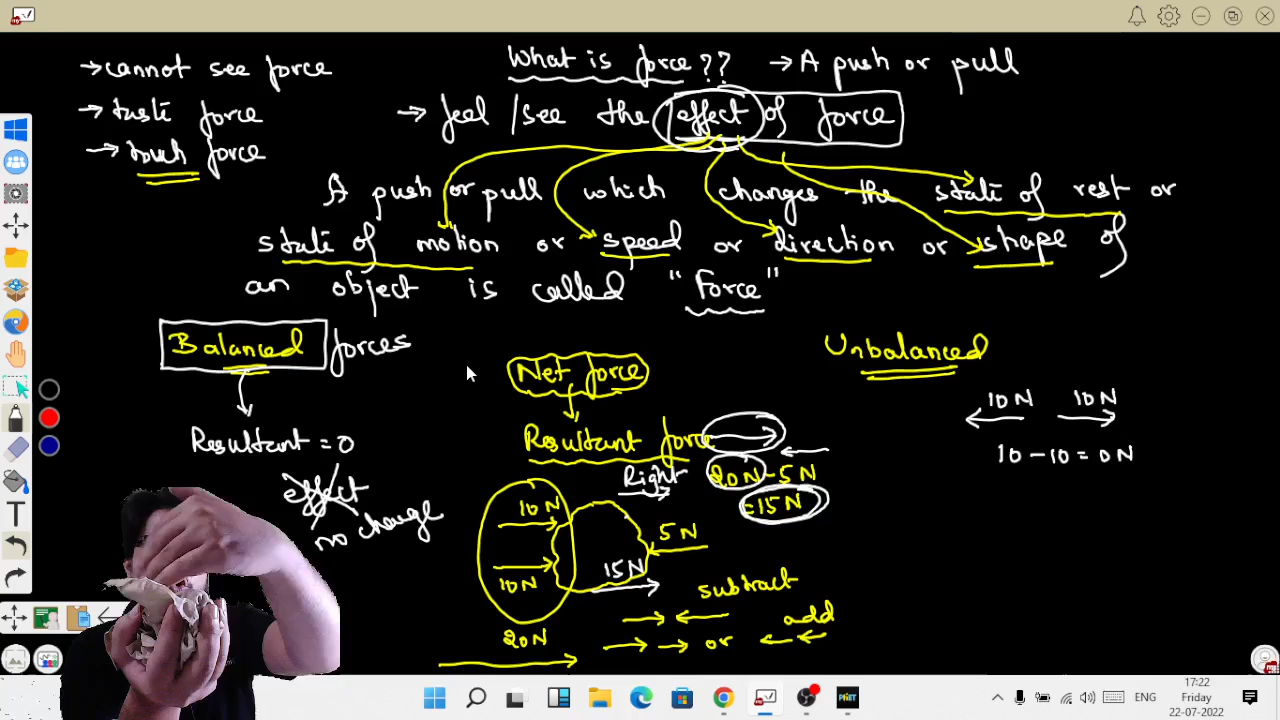 What is force?? → A push or pull
→ cannot see force
→ taste force
→ touch force
→ feel / see the effect of force
A push or pull which changes the state of rest or
state of motion or speed or direction or shape of
an object is called "Force"
Balanced forces
Resultant = 0
effect
no change
Net force
Resultant force
Right
20N - 5N
= 15N
10N
10N
20N
15N
5N
subtract
add
or
Unbalanced
10N 10N
10 - 10 = 0N
T
ENG
17:22
Friday
22-07-2022
PhET